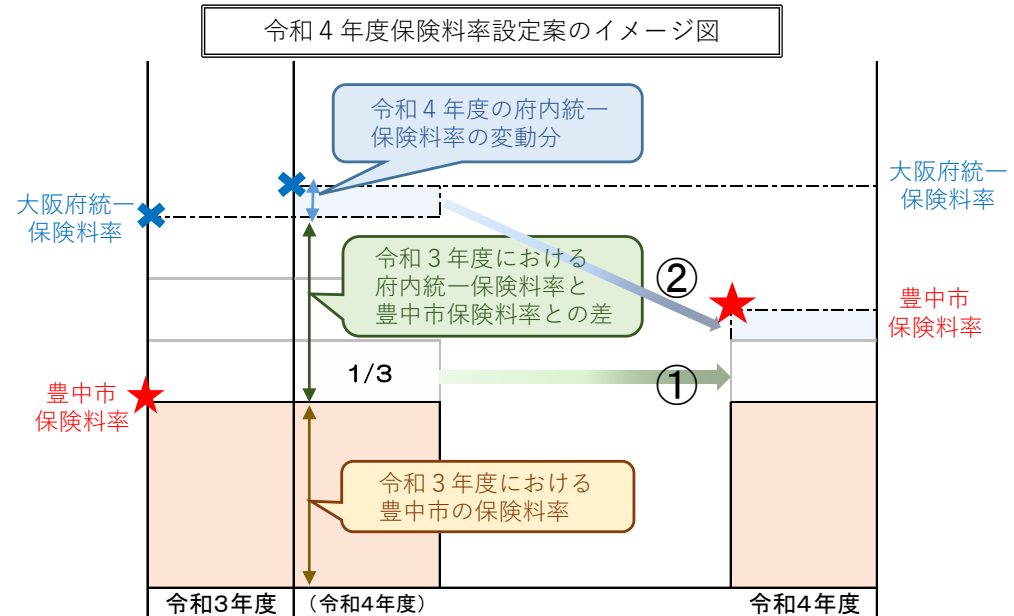 令和４年度保険料率設定案のイメージ図
令和４年度の府内統一
保険料率の変動分
大阪府統一
保険料率
大阪府統一
保険料率
令和３年度における
府内統一保険料率と
豊中市保険料率との差
②
豊中市
保険料率
1/3
①
豊中市
保険料率
令和３年度における
豊中市の保険料率
令和3年度
（令和4年度）
令和4年度